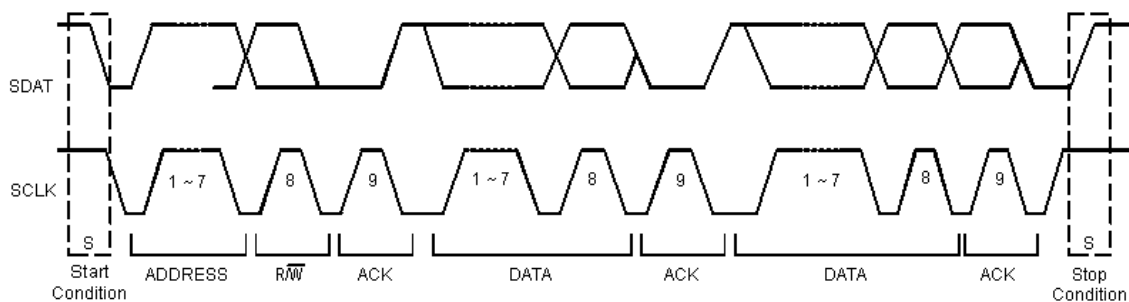 SDAT
SCLK
1 ~ 7 8 9 1 ~ 7 8 9 1 ~ 7 8 9
S S
Start Condition ADDRESS R/W̅ ACK DATA ACK DATA ACK Stop Condition